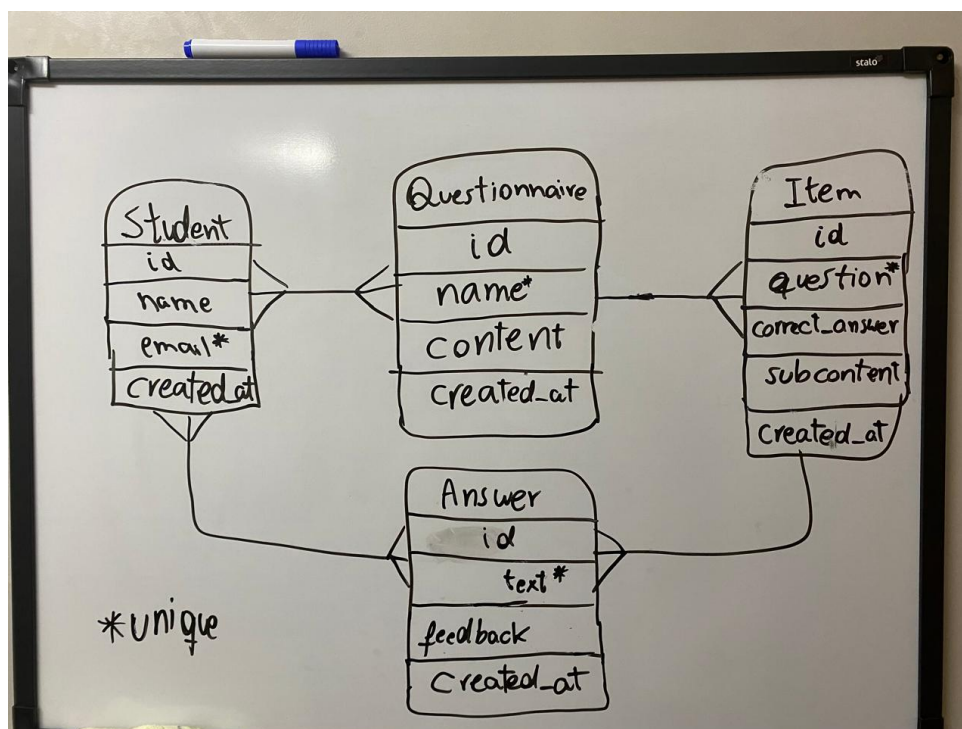 stalo
Student
id
name
email*
created_at
Questionnaire
id
name*
content
created_at
Item
id
question*
correct_answer
subcontent
created_at
Answer
id
text*
feedback
created_at
*unique